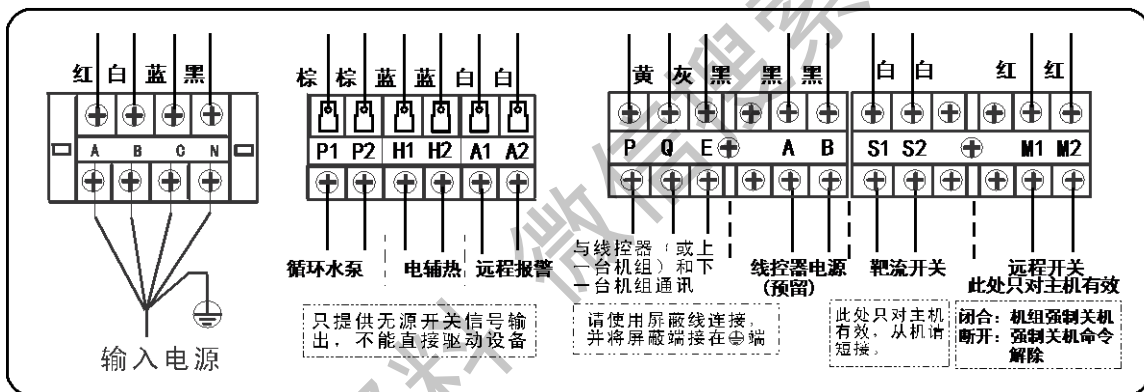 红 白 蓝 黑
A B C N
输入电源
棕 棕 蓝 蓝 白 白
P1 P2 H1 H2 A1 A2
循环水泵 电辅热 远程报警
只提供无源开关信号输
出，不能直接驱动设备
黄 灰 黑 黑 黑
P Q E A B
与线控器（或上
一台机组）和下
一台机组通讯
线控器电源
(预留)
请使用屏蔽线连接，
并将屏蔽端接在端
白 白 红 红
S1 S2 M1 M2
靶流开关
此处只对主机
有效，从机请
短接。
远程开关
此处只对主机有效
闭合：机组强制关机
断开：强制关机命令
解除
资料 微信搜索